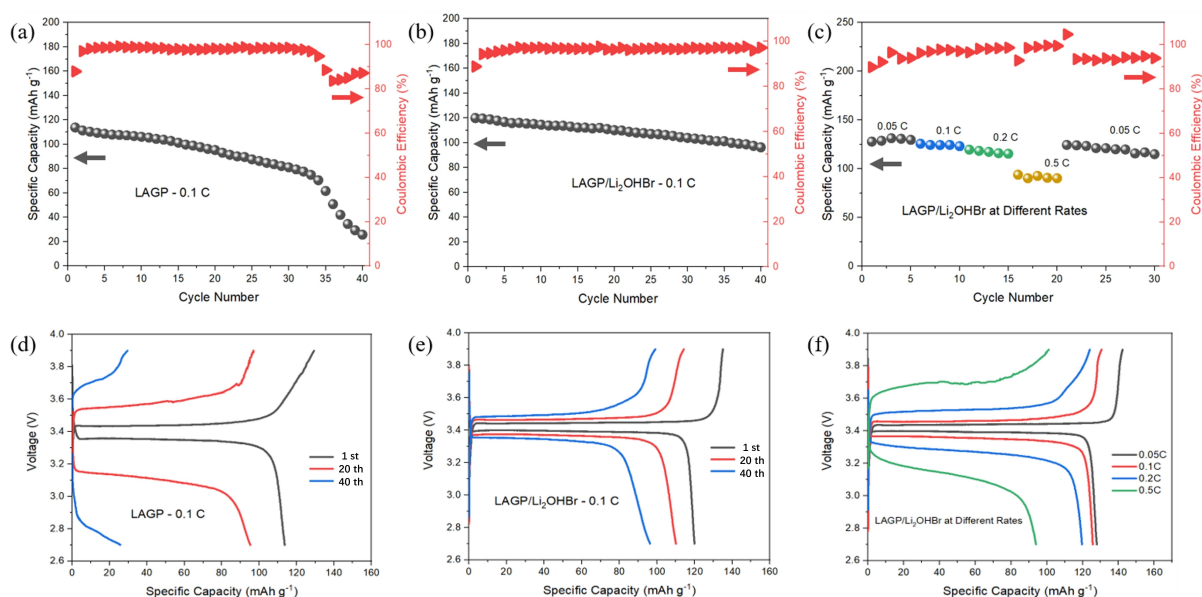 (a)
200
180
160
140
120
100
80
60
40
20
0
Specific Capacity (mAh g⁻¹)
LAGP - 0.1 C
0
5
10
15
20
25
30
35
40
Cycle Number
100
80
60
40
20
0
Coulombic Efficiency (%)
(b)
200
180
160
140
120
100
80
60
40
20
0
Specific Capacity (mAh g⁻¹)
LAGP/Li₂OHBr - 0.1 C
0
5
10
15
20
25
30
35
40
Cycle Number
100
80
60
40
20
0
Coulombic Efficiency (%)
(c)
250
200
150
100
50
0
Specific Capacity (mAh g⁻¹)
0.05 C
0.1 C
0.2 C
0.5 C
0.05 C
LAGP/Li₂OHBr at Different Rates
0
5
10
15
20
25
30
Cycle Number
100
80
60
40
20
0
Coulombic Efficiency (%)
(d)
4.0
3.8
3.6
3.4
3.2
3.0
2.8
2.6
Voltage (V)
1 st
20 th
40 th
LAGP - 0.1 C
0
20
40
60
80
100
120
140
160
Specific Capacity (mAh g⁻¹)
(e)
4.0
3.8
3.6
3.4
3.2
3.0
2.8
2.6
Voltage (V)
1 st
20 th
40 th
LAGP/Li₂OHBr - 0.1 C
0
20
40
60
80
100
120
140
160
Specific Capacity (mAh g⁻¹)
(f)
4.0
3.8
3.6
3.4
3.2
3.0
2.8
2.6
Voltage (V)
0.05C
0.1C
0.2C
0.5C
LAGP/Li₂OHBr at Different Rates
0
20
40
60
80
100
120
140
160
Specific Capacity (mAh g⁻¹)